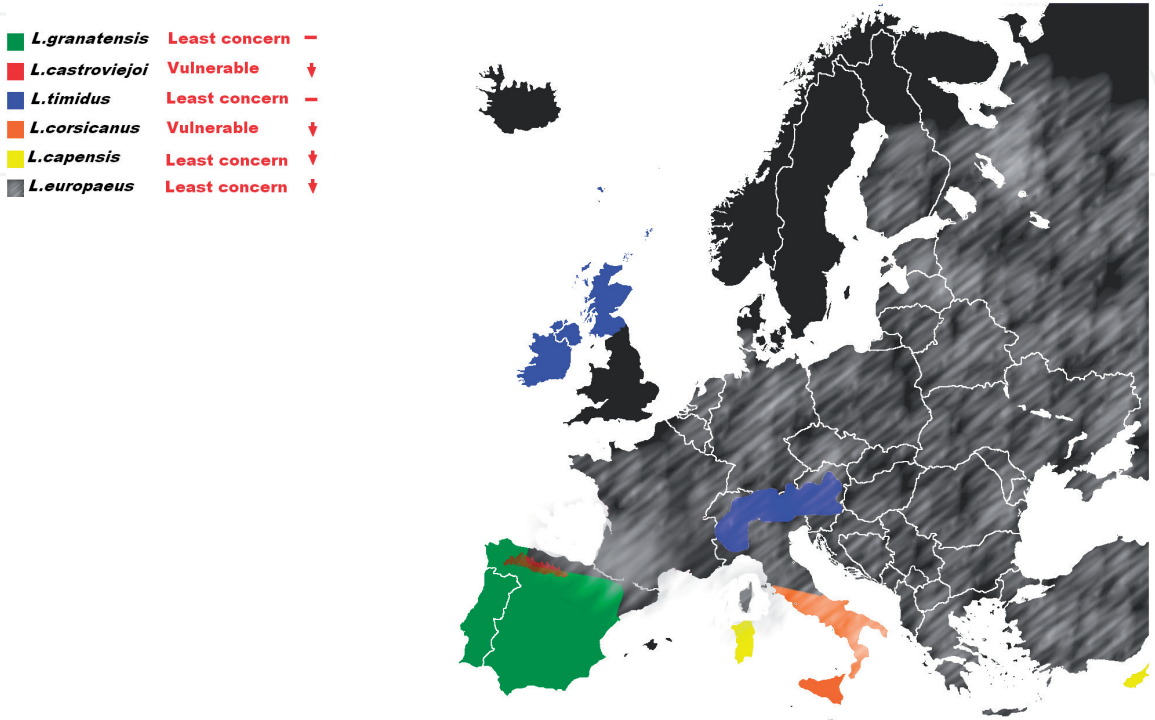 L.granatensis Least concern –
L.castroviejoi Vulnerable ↓
L.timidus Least concern –
L.corsicanus Vulnerable ↓
L.capensis Least concern ↓
L.europaeus Least concern ↓